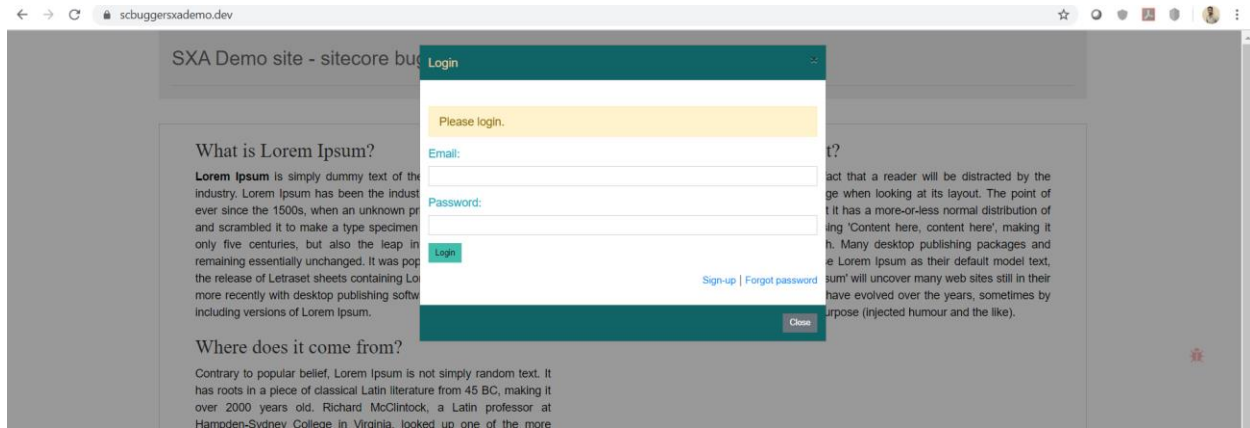 scbuggersxademo.dev
SXA Demo site - sitecore bug
Login
×
Please login.
Email:
Password:
Login
Sign-up | Forgot password
Close
What is Lorem Ipsum?
Lorem Ipsum is simply dummy text of the
industry. Lorem Ipsum has been the indust
ever since the 1500s, when an unknown pr
and scrambled it to make a type specimen
only five centuries, but also the leap in
remaining essentially unchanged. It was pop
the release of Letraset sheets containing Lo
more recently with desktop publishing softw
including versions of Lorem Ipsum.
Where does it come from?
Contrary to popular belief, Lorem Ipsum is not simply random text. It
has roots in a piece of classical Latin literature from 45 BC, making it
over 2000 years old. Richard McClintock, a Latin professor at
Hampden-Sydney College in Virginia, looked up one of the more
t?
fact that a reader will be distracted by the
ge when looking at its layout. The point of
t it has a more-or-less normal distribution of
sing 'Content here, content here', making it
h. Many desktop publishing packages and
e Lorem Ipsum as their default model text,
sum' will uncover many web sites still in their
have evolved over the years, sometimes by
urpose (injected humour and the like).